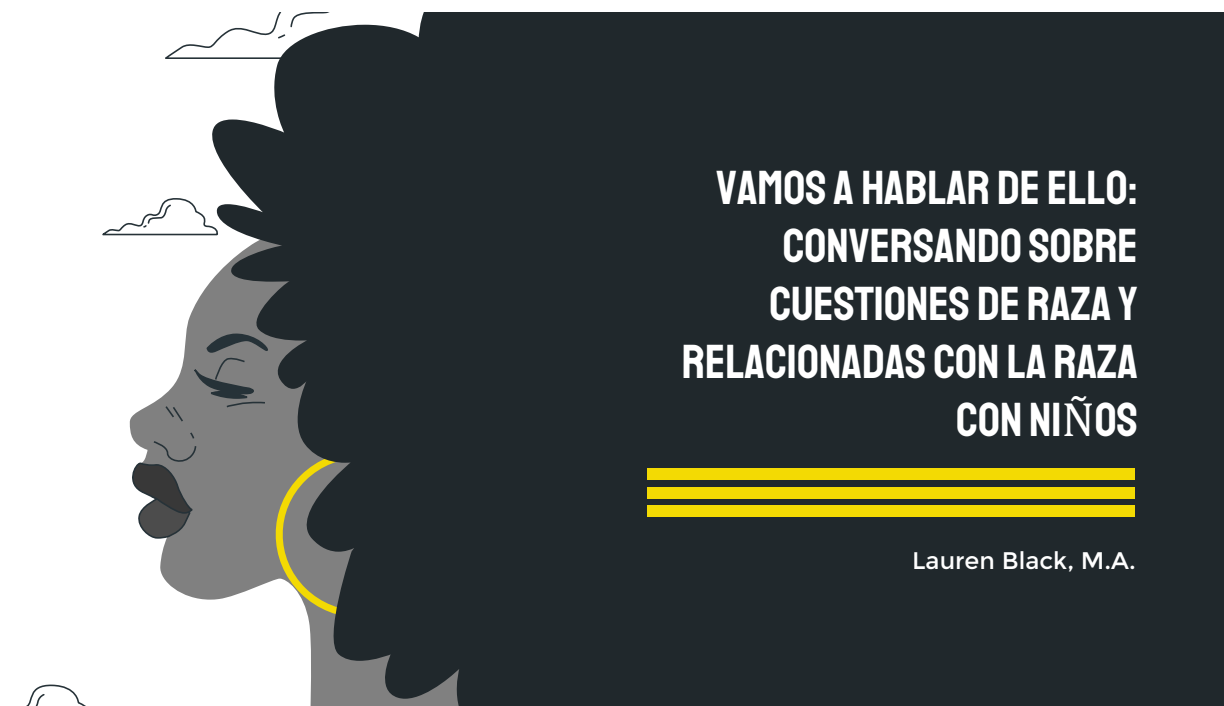 VAMOS A HABLAR DE ELLO:
CONVERSANDO SOBRE
CUESTIONES DE RAZA Y
RELACIONADAS CON LA RAZA
CON NIÑOS
Lauren Black, M.A.